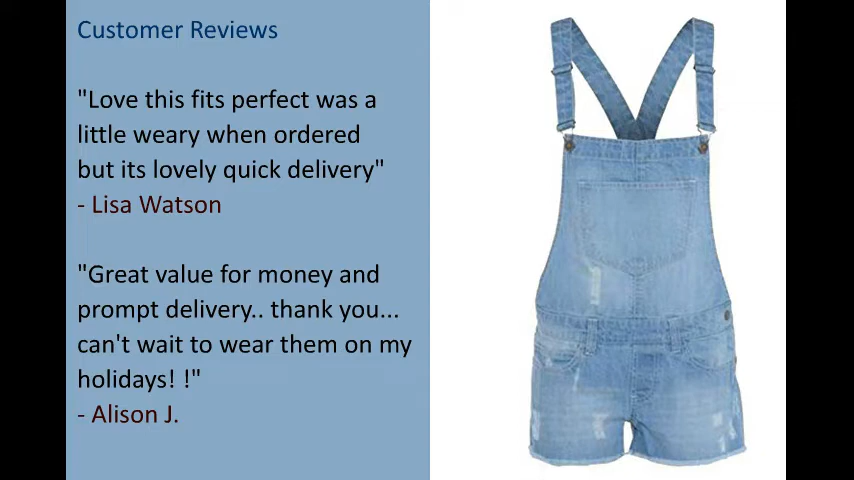 Customer Reviews
"Love this fits perfect was a
little weary when ordered
but its lovely quick delivery"
- Lisa Watson
"Great value for money and
prompt delivery.. thank you...
can't wait to wear them on my
holidays! !"
- Alison J.